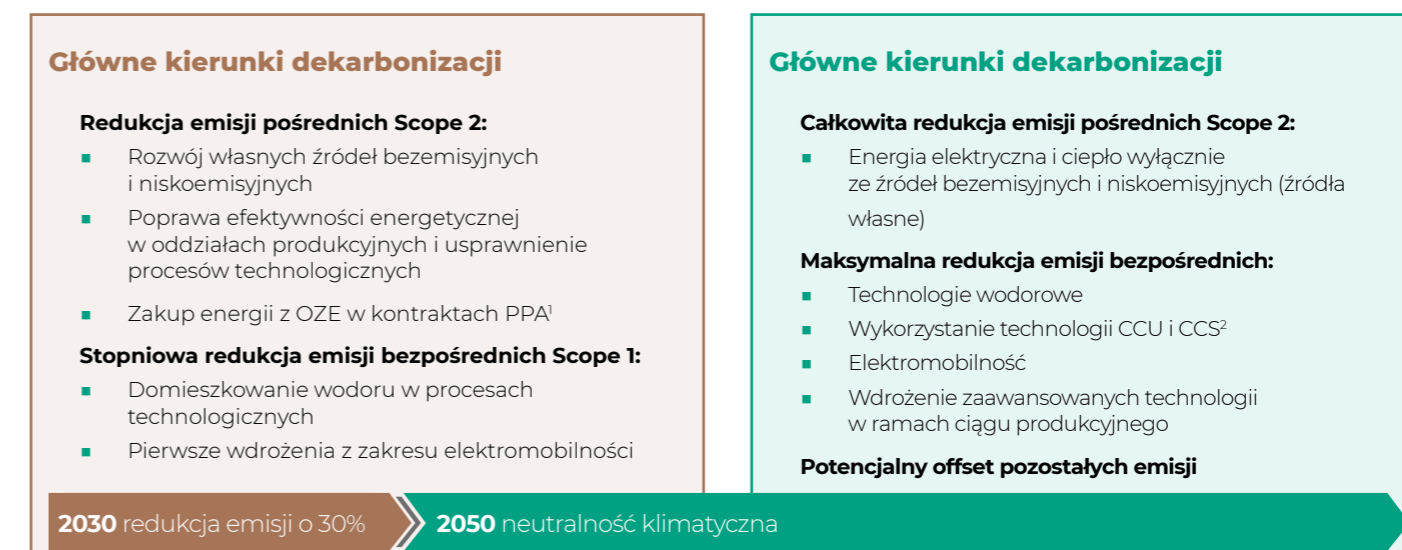 Główne kierunki dekarbonizacji
Redukcja emisji pośrednich Scope 2:
▪ Rozwój własnych źródeł bezemisyjnych
i niskoemisyjnych
▪ Poprawa efektywności energetycznej
w oddziałach produkcyjnych i usprawnienie
procesów technologicznych
▪ Zakup energii z OZE w kontraktach PPA¹
Stopniowa redukcja emisji bezpośrednich Scope 1:
▪ Domieszkowanie wodoru w procesach
technologicznych
▪ Pierwsze wdrożenia z zakresu elektromobilności
Główne kierunki dekarbonizacji
Całkowita redukcja emisji pośrednich Scope 2:
▪ Energia elektryczna i ciepło wyłącznie
ze źródeł bezemisyjnych i niskoemisyjnych (źródła
własne)
Maksymalna redukcja emisji bezpośrednich:
▪ Technologie wodorowe
▪ Wykorzystanie technologii CCU i CCS²
▪ Elektromobilność
▪ Wdrożenie zaawansowanych technologii
w ramach ciągu produkcyjnego
Potencjalny offset pozostałych emisji
2030 redukcja emisji o 30%
2050 neutralność klimatyczna